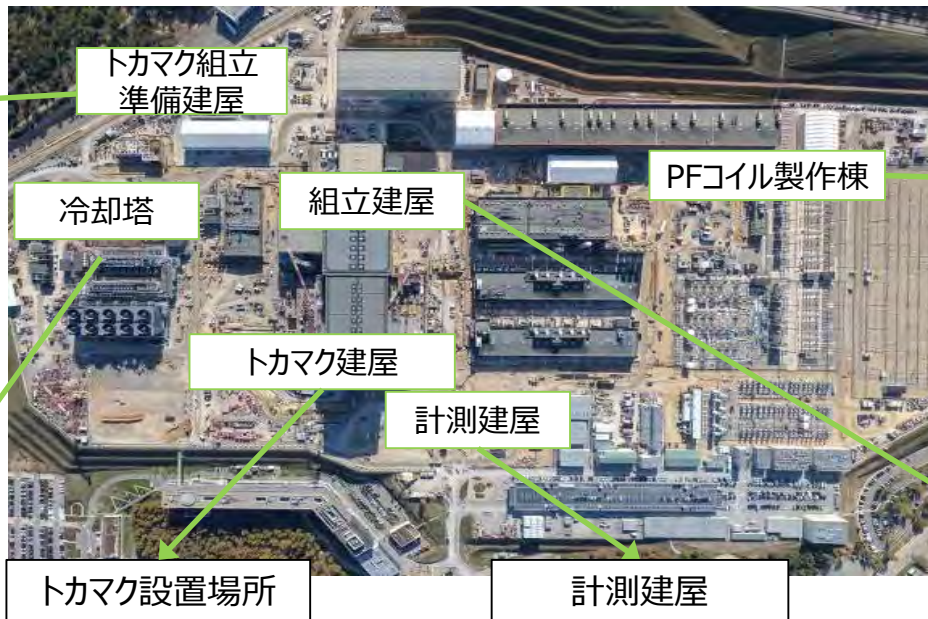 トカマク組立
準備建屋
PFコイル製作棟
組立建屋
冷却塔
トカマク建屋
計測建屋
トカマク設置場所
計測建屋